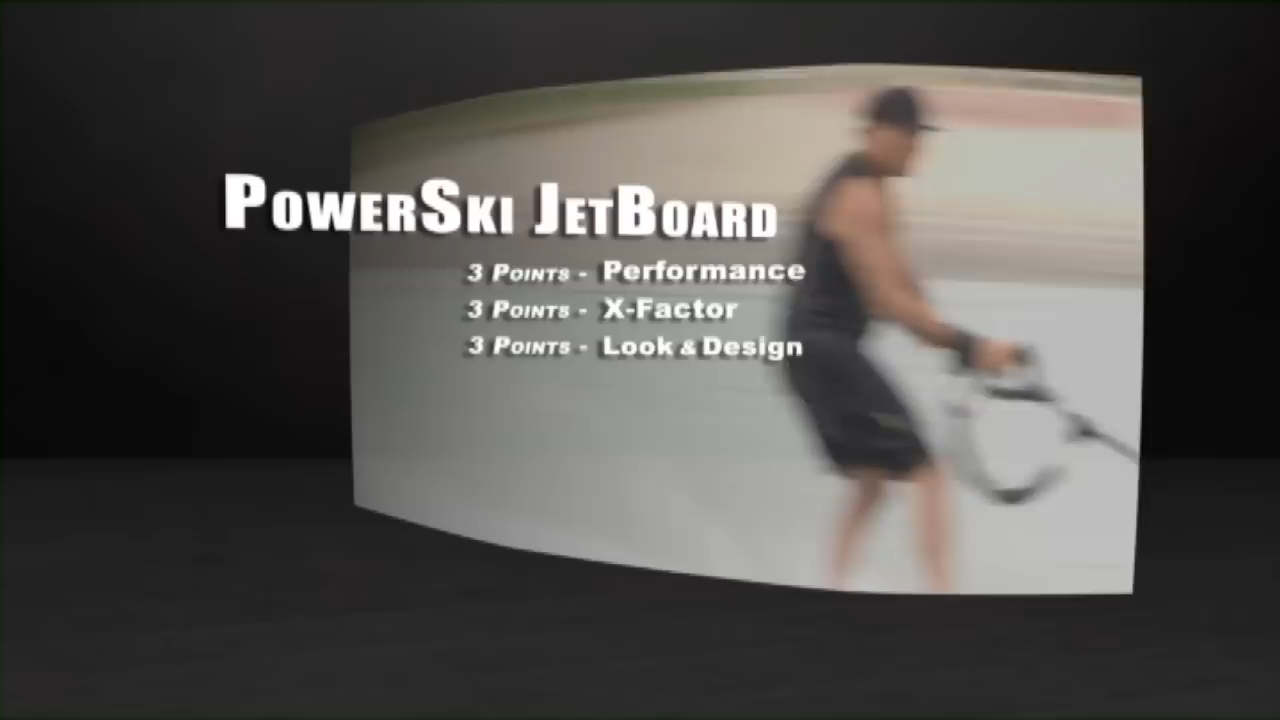 PowerSki JetBoard
3 Points - Performance
3 Points - X-Factor
3 Points - Look & Design